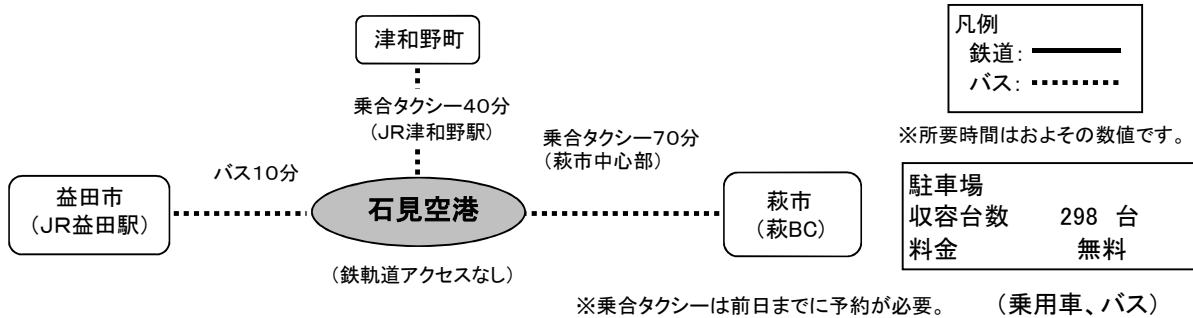 津和野町
乗合タクシー40分
（JR津和野駅）
乗合タクシー70分
（萩市中心部）
バス10分
益田市
（JR益田駅）
石見空港
萩市
（萩BC）
（鉄軌道アクセスなし）
凡例
鉄道：
バス：
※所要時間はおよその数値です。
駐車場
収容台数 298 台
料金 無料
※乗合タクシーは前日までに予約が必要。 （乗用車、バス）